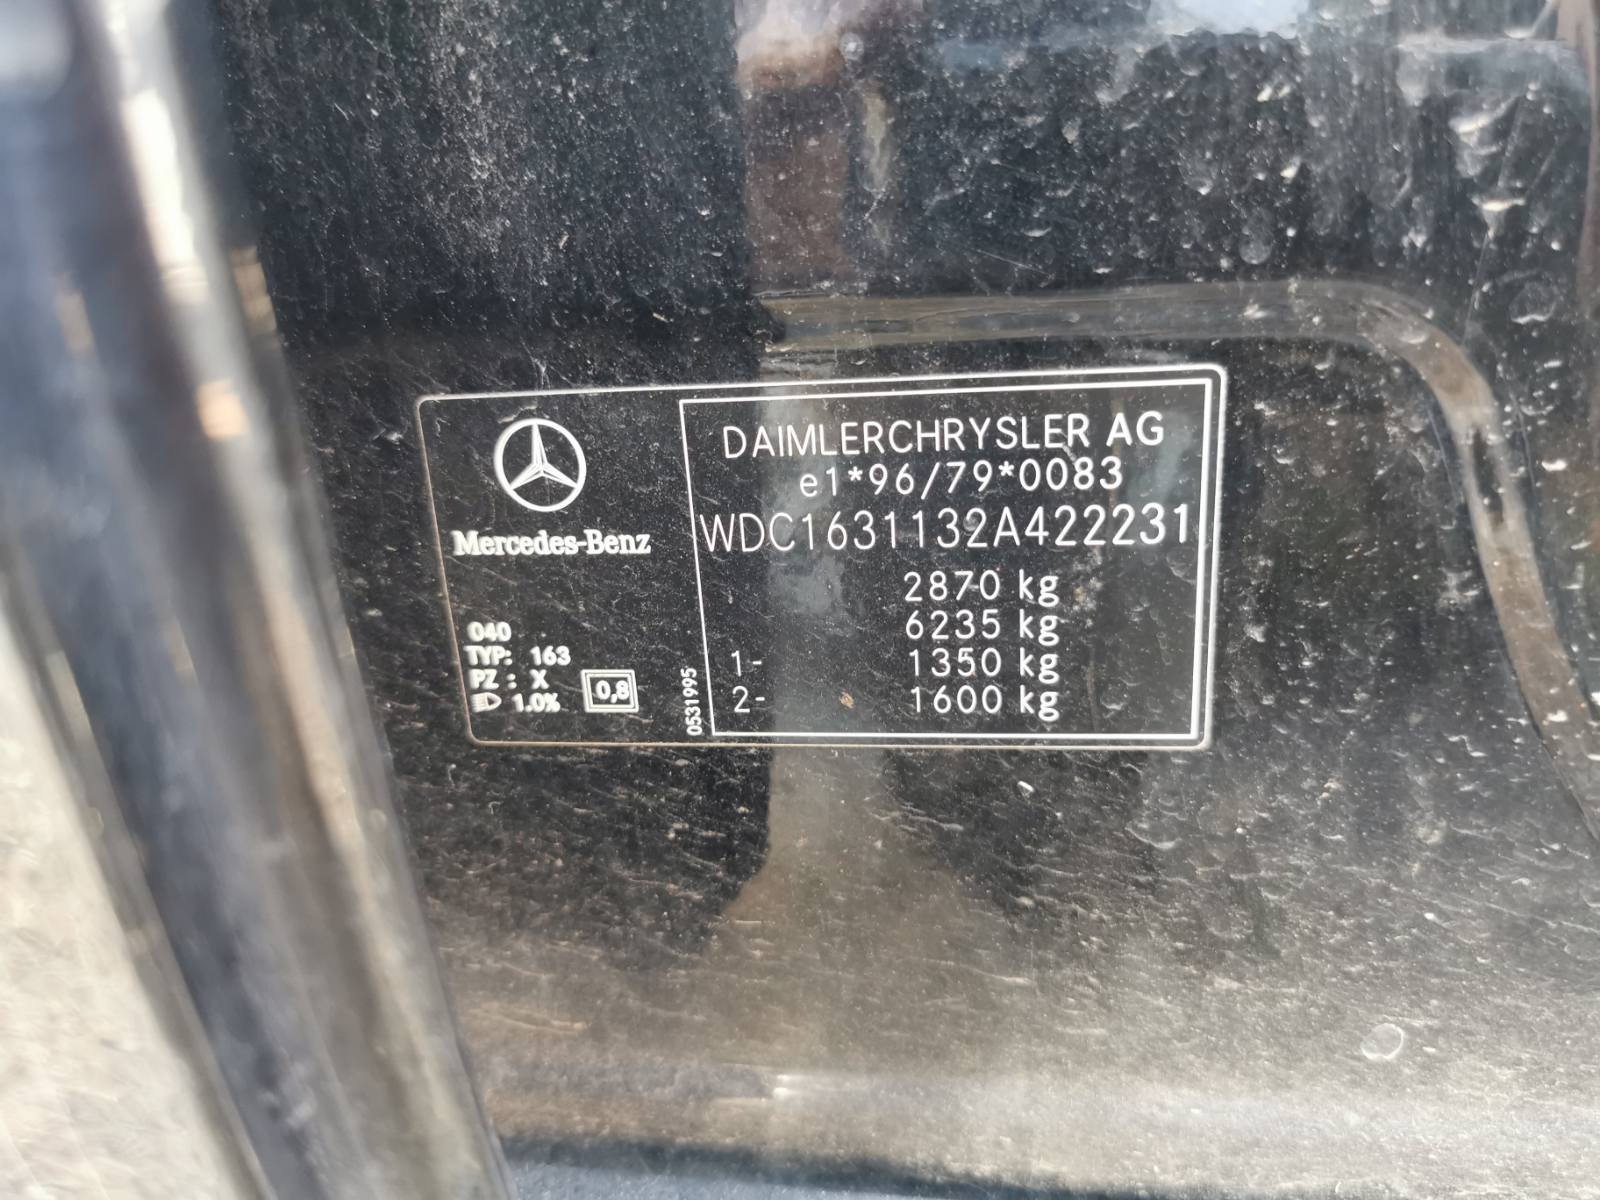 Mercedes-Benz
040
TYP: 163
PZ : X
1.0%
0,8
0531995
DAIMLERCHRYSLER AG
e1*96/79*0083
WDC1631132A422231
2870 kg
6235 kg
1- 1350 kg
2- 1600 kg